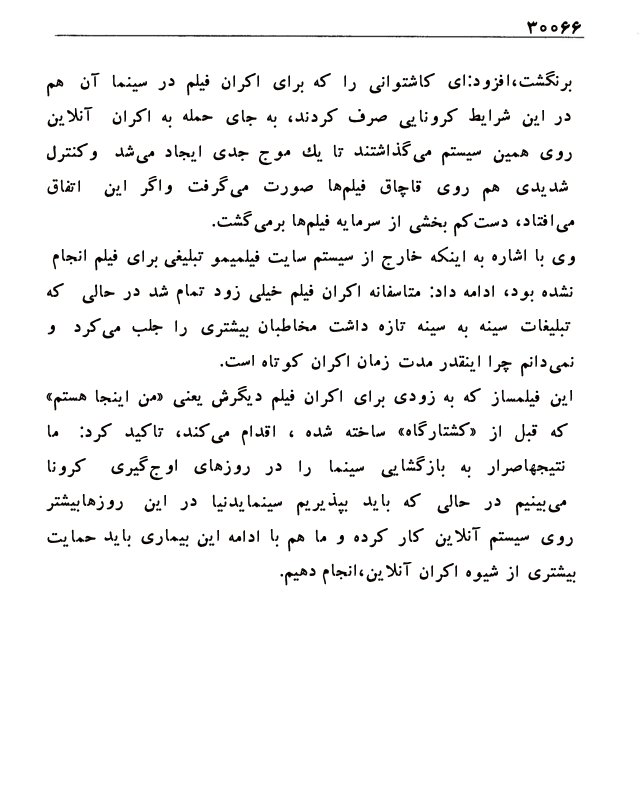 ۳۰۰۶۶
برنگشت،افزود:ای کاشتوانی را که برای اکران فیلم در سینما آن هم
در این شرایط کرونایی صرف کردند، به جای حمله به اکران آنلاین
روی همین سیستم می‌گذاشتند تا یك موج جدی ایجاد می‌شد وکنترل
شدیدی هم روی قاچاق فیلم‌ها صورت می‌گرفت واگر این اتفاق
می‌افتاد، دست‌کم بخشی از سرمایه فیلم‌ها برمی‌گشت.
وی با اشاره به اینکه خارج از سیستم سایت فیلمیمو تبلیغی برای فیلم انجام
نشده بود، ادامه داد: متاسفانه اکران فیلم خیلی زود تمام شد در حالی که
تبلیغات سینه به سینه تازه داشت مخاطبان بیشتری را جلب می‌کرد و
نمی‌دانم چرا اینقدر مدت زمان اکران کوتاه است.
این فیلمساز که به زودی برای اکران فیلم دیگرش یعنی «من اینجا هستم»
که قبل از «کشتارگاه» ساخته شده ، اقدام می‌کند، تاکید کرد: ما
نتیجهاصرار به بازگشایی سینما را در روزهای اوج‌گیری کرونا
می‌بینیم در حالی که باید بپذیریم سینمایدنیا در این روزهابیشتر
روی سیستم آنلاین کار کرده و ما هم با ادامه این بیماری باید حمایت
بیشتری از شیوه اکران آنلاین،انجام دهیم.